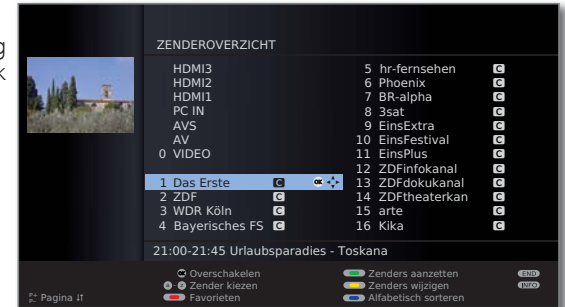 g
k
ZENDEROVERZICHT
HDMI3
HDMI2
HDMI1
PC IN
AVS
AV
0 VIDEO
1 Das Erste C OK
2 ZDF C
3 WDR Köln C
4 Bayerisches FS C
5 hr-fernsehen C
6 Phoenix C
7 BR-alpha C
8 3sat C
9 EinsExtra C
10 EinsFestival C
11 EinsPlus C
12 ZDFinfokanal C
13 ZDFdokukanal C
14 ZDFtheaterkan C
15 arte C
16 Kika C
21:00-21:45 Urlaubsparadies - Toskana
OK Overschakelen
0-9 Zender kiezen
Favorieten
Zenders aanzetten
Zenders wijzigen
Alfabetisch sorteren
END
INFO
P+ P- Pagina